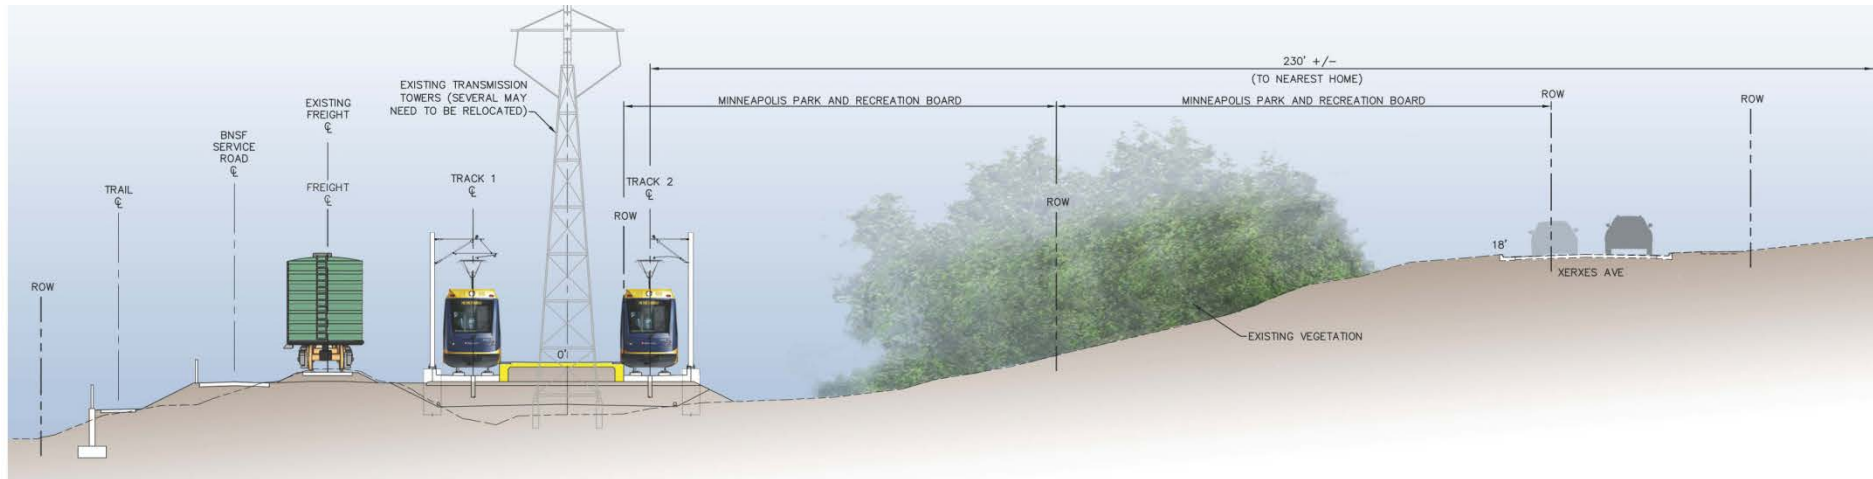 230' +/-
(TO NEAREST HOME)
EXISTING TRANSMISSION
TOWERS (SEVERAL MAY
NEED TO BE RELOCATED)
MINNEAPOLIS PARK AND RECREATION BOARD
MINNEAPOLIS PARK AND RECREATION BOARD
ROW
ROW
EXISTING
FREIGHT
℄
BNSF
SERVICE
ROAD
℄
TRAIL
℄
FREIGHT
℄
TRACK 1
℄
TRACK 2
℄
ROW
ROW
ROW
18'
XERXES AVE
0'
EXISTING VEGETATION